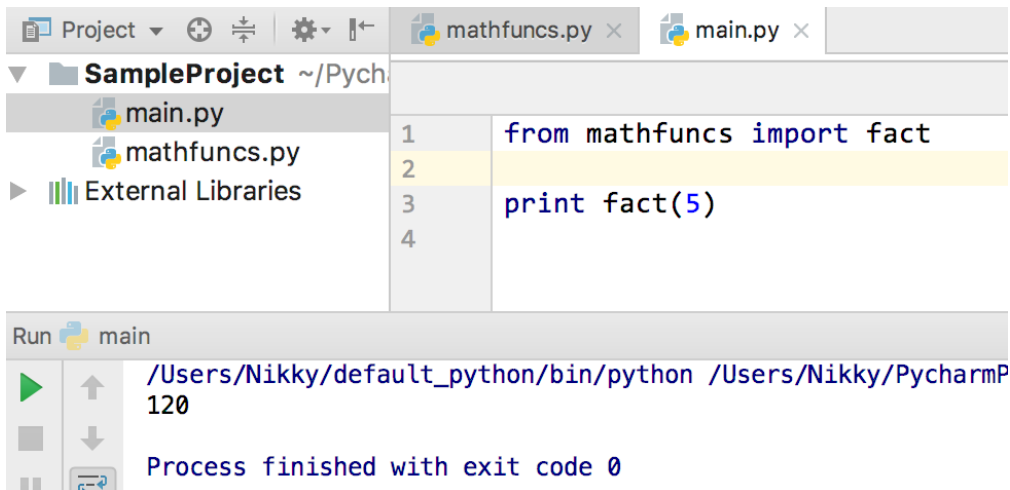 Project
mathfuncs.py
main.py
SampleProject ~/Pych
main.py
mathfuncs.py
External Libraries
1 from mathfuncs import fact
2
3 print fact(5)
4
Run main
/Users/Nikky/default_python/bin/python /Users/Nikky/PycharmP
120
Process finished with exit code 0